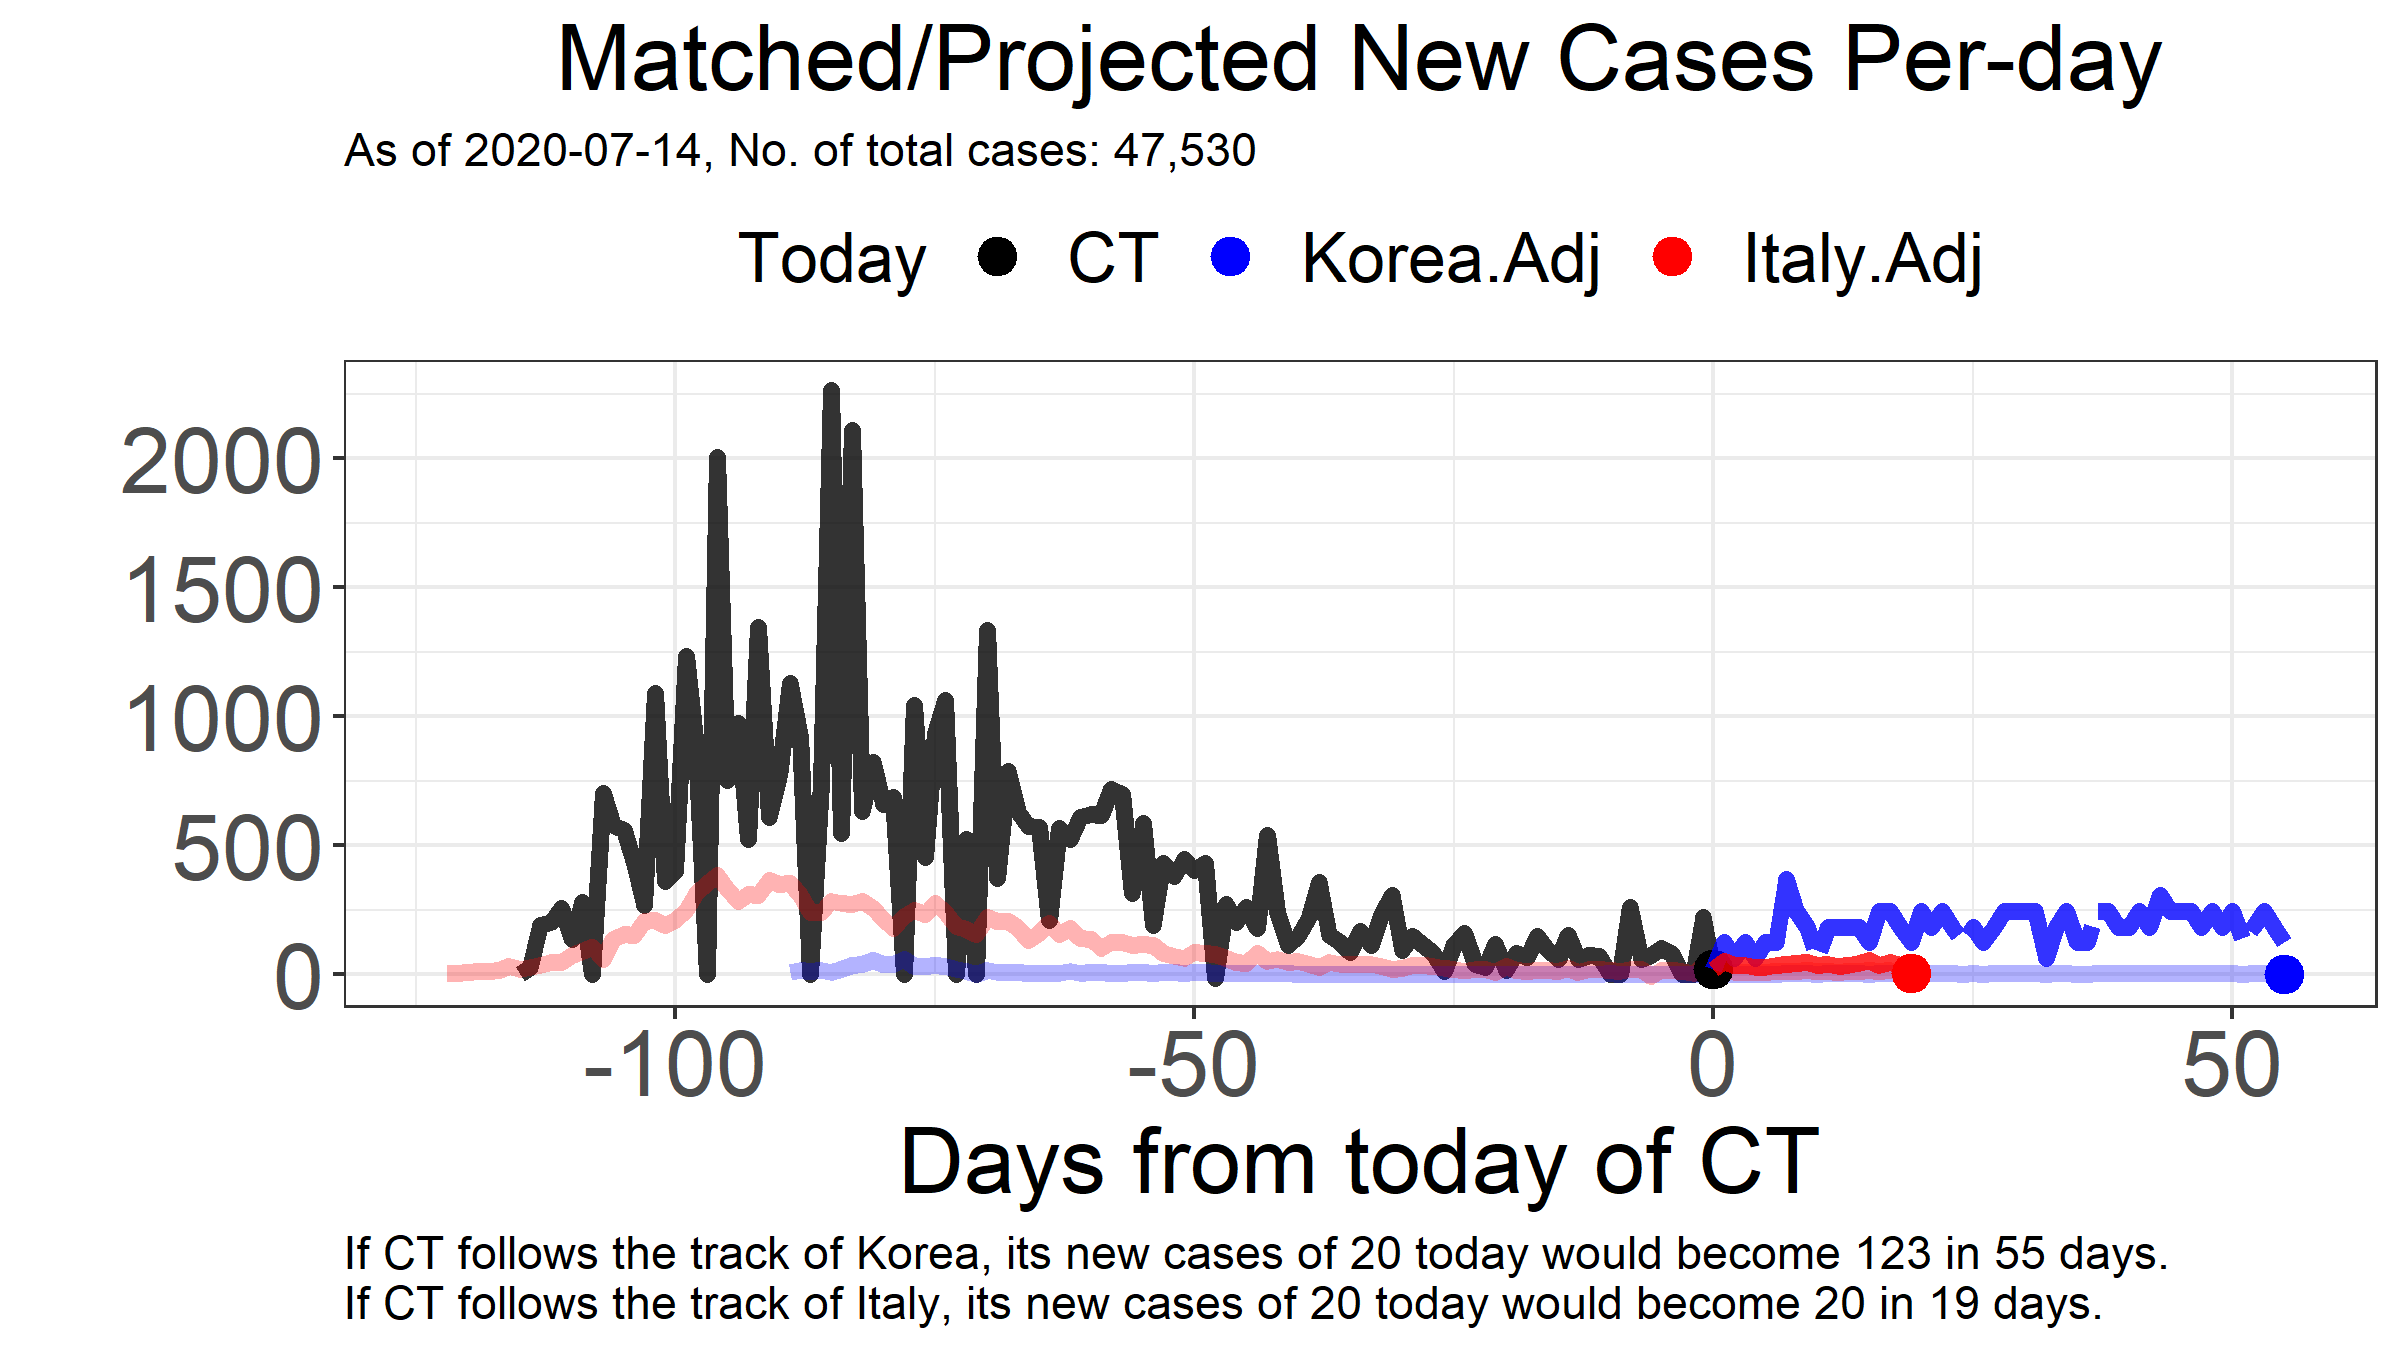 Matched/Projected New Cases Per-day
As of 2020-07-14, No. of total cases: 47,530
Today CT Korea.Adj Italy.Adj
2000
1500
1000
500
0
-100 -50 0 50
Days from today of CT
If CT follows the track of Korea, its new cases of 20 today would become 123 in 55 days.
If CT follows the track of Italy, its new cases of 20 today would become 20 in 19 days.